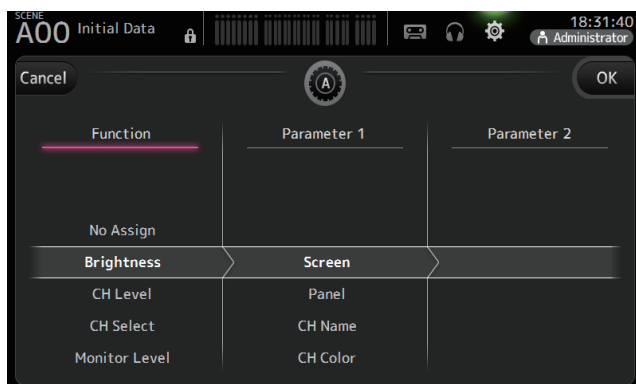 SCENE
A00 Initial Data
18:31:40
Administrator
Cancel
A
OK
Function Parameter 1 Parameter 2
No Assign
Brightness Screen
CH Level Panel
CH Select CH Name
Monitor Level CH Color